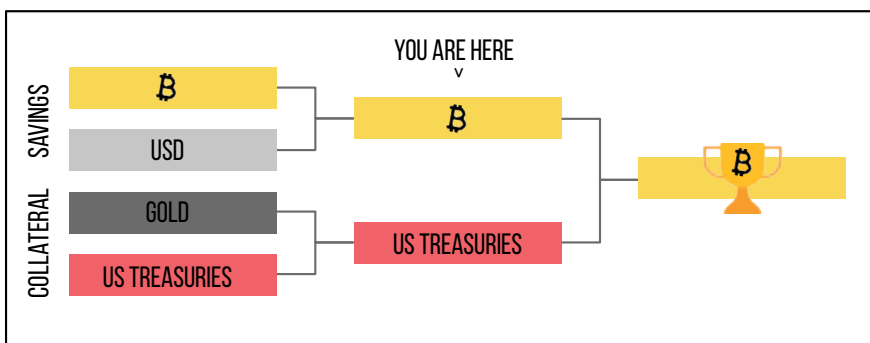 YOU ARE HERE
SAVINGS
₿
USD
COLLATERAL
GOLD
US TREASURIES
₿
US TREASURIES
₿